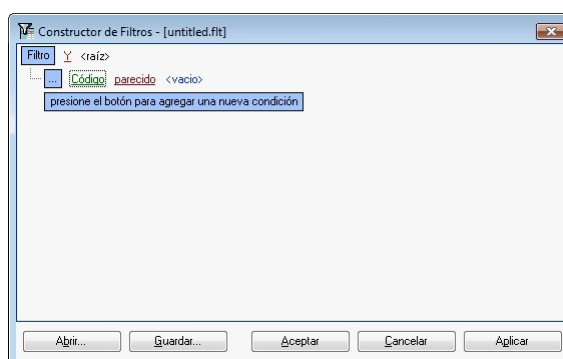 Constructor de Filtros - [untitled.flt]
Filtro Y <raíz>
... Código parecido <vacio>
presione el botón para agregar una nueva condición
Abrir... Guardar... Aceptar Cancelar Aplicar